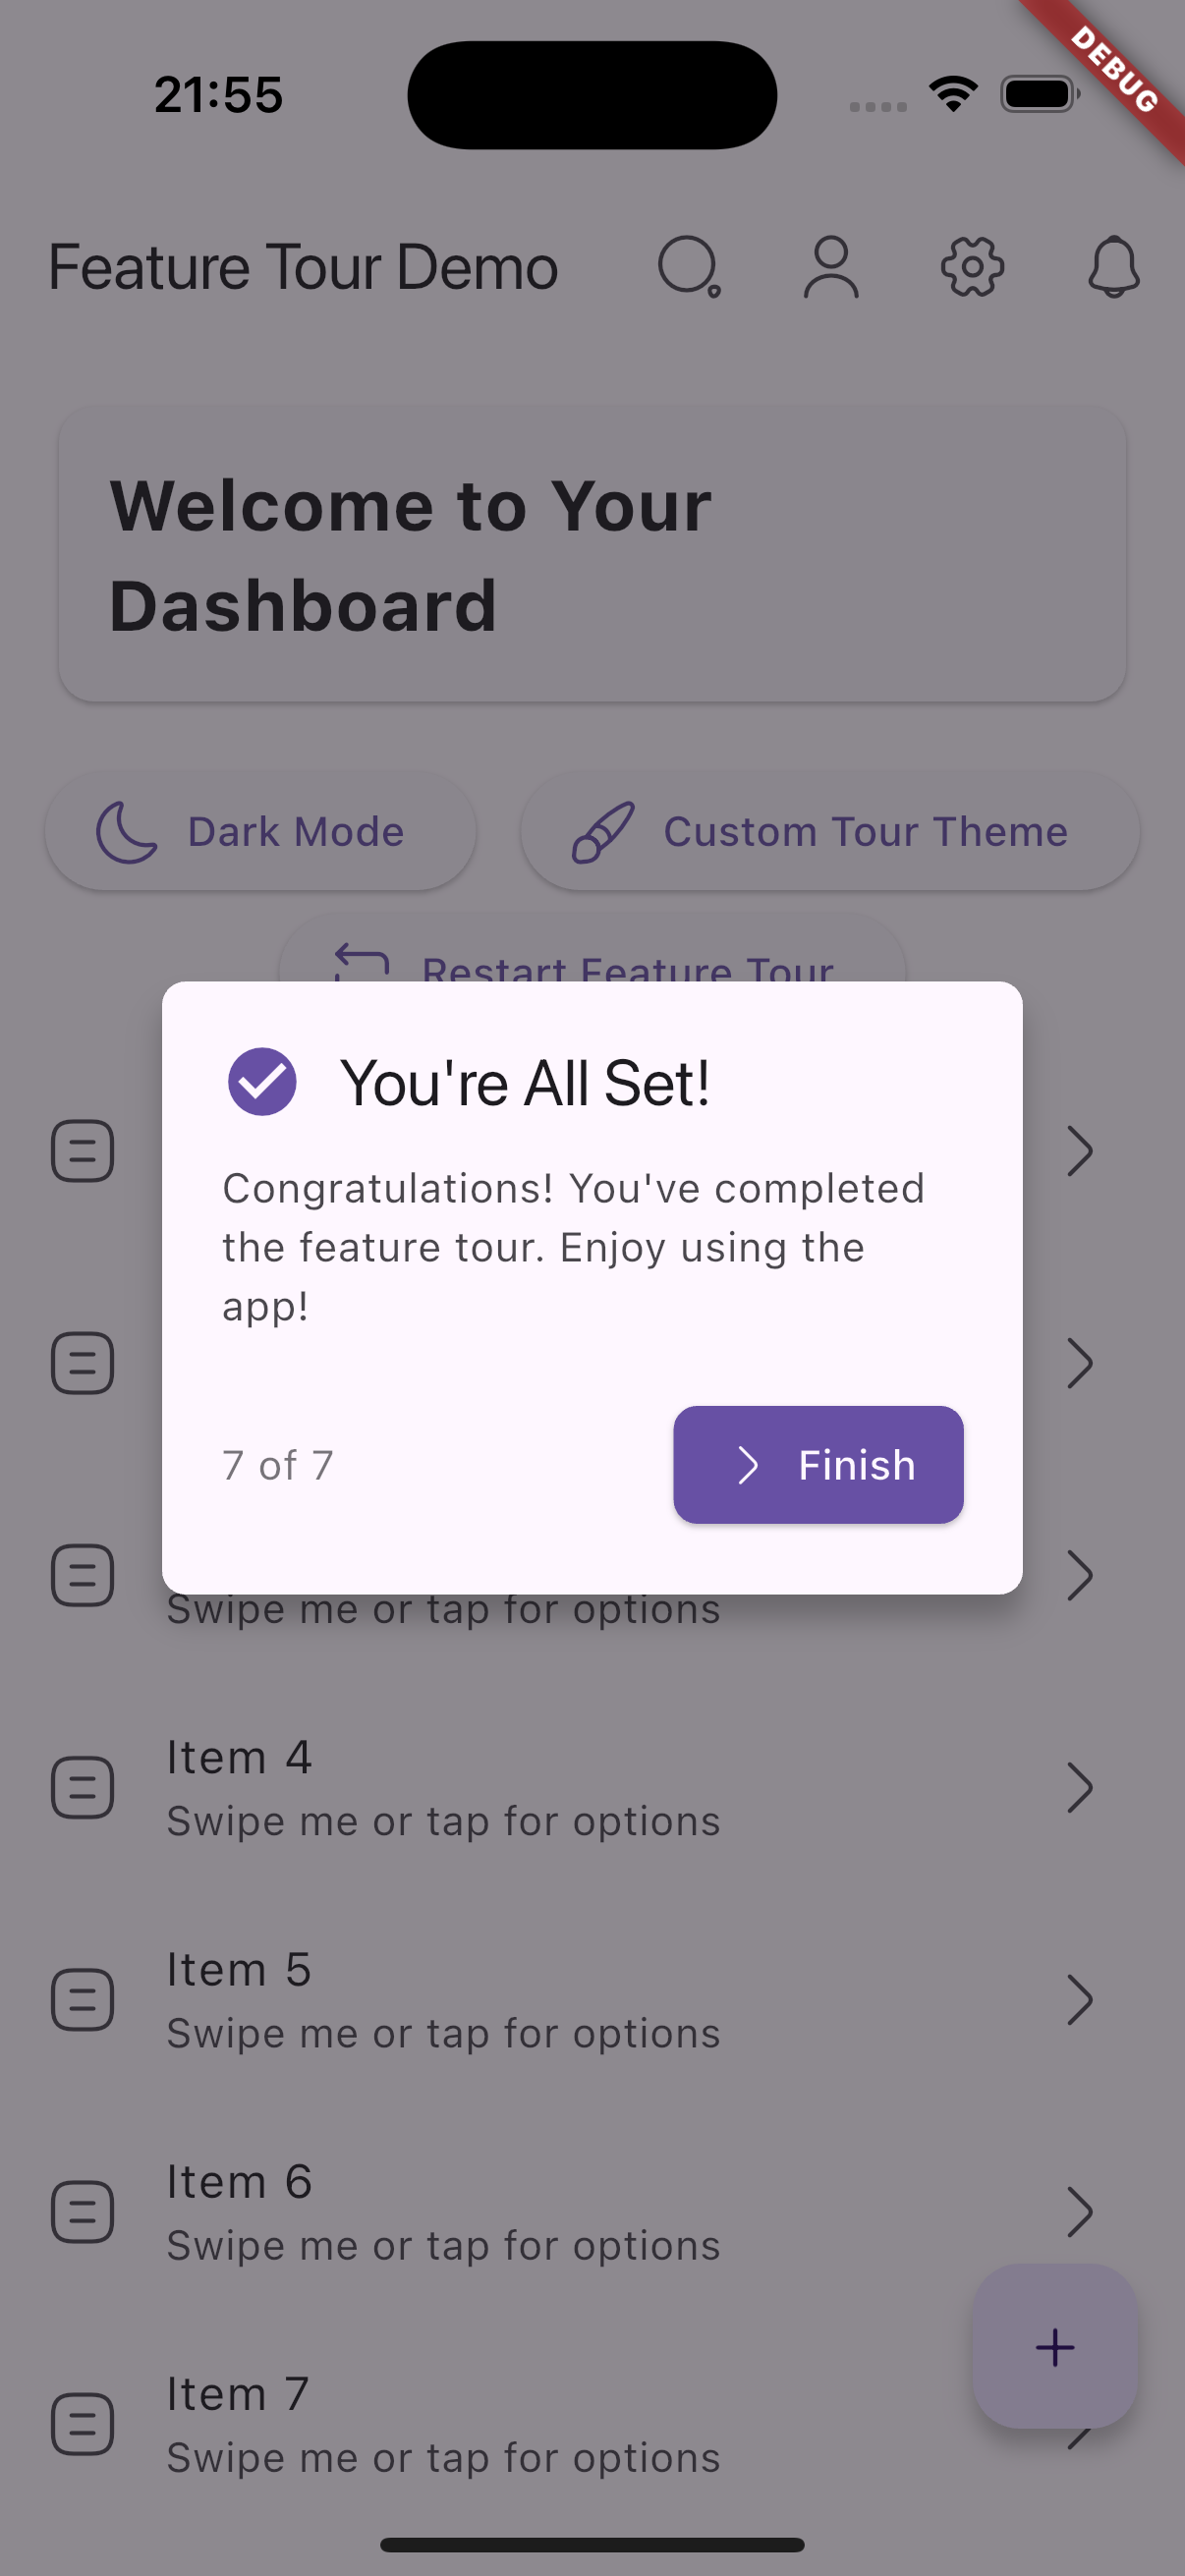 21:55
DEBUG
Feature Tour Demo
Welcome to Your
Dashboard
Dark Mode
Custom Tour Theme
Restart Feature Tour
You're All Set!
Congratulations! You've completed
the feature tour. Enjoy using the
app!
7 of 7
Finish
Swipe me or tap for options
Item 4
Swipe me or tap for options
Item 5
Swipe me or tap for options
Item 6
Swipe me or tap for options
Item 7
Swipe me or tap for options